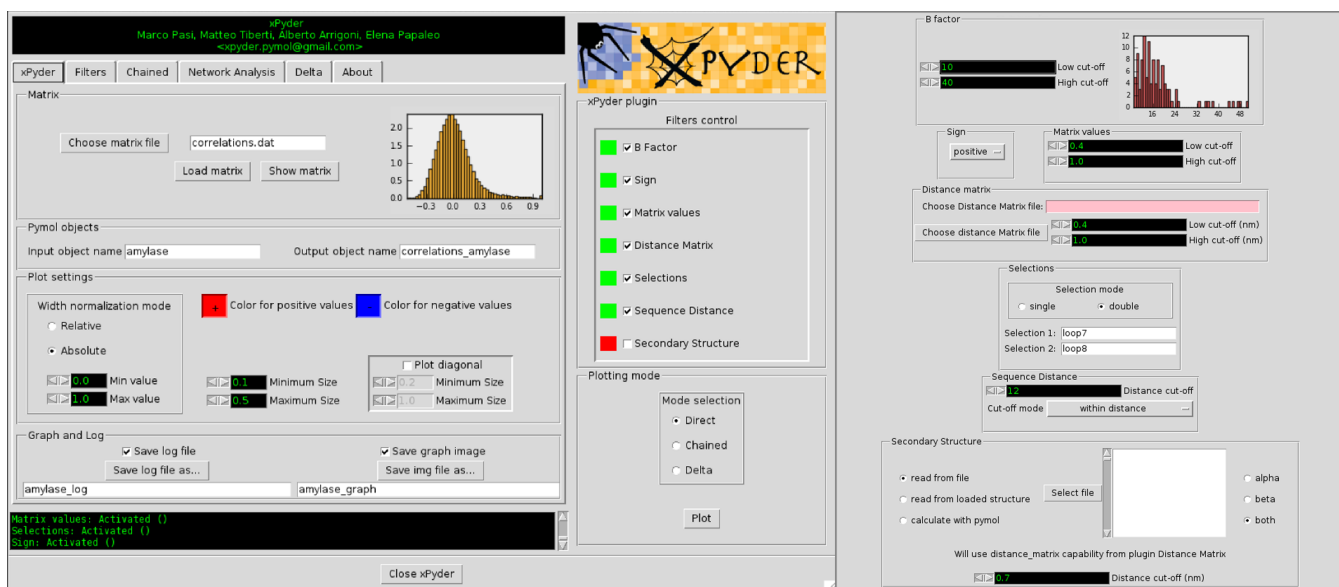 xPyder
Marco Pasi, Matteo Tiberti, Alberto Arrigoni, Elena Papaleo
<xpyder.pymol@gmail.com>
xPyder Filters Chained Network Analysis Delta About
Matrix
Choose matrix file correlations.dat
Load matrix Show matrix
2.0
1.5
1.0
0.5
0.0
−0.3 0.0 0.3 0.6 0.9
Pymol objects
Input object name amylase Output object name correlations_amylase
Plot settings
Width normalization mode
Relative
Absolute
0.0 Min value
1.0 Max value
+ Color for positive values - Color for negative values
0.1 Minimum Size
0.5 Maximum Size
Plot diagonal
0.2 Minimum Size
1.0 Maximum Size
Graph and Log
Save log file Save graph image
Save log file as... Save img file as...
amylase_log amylase_graph
Matrix values: Activated ()
Selections: Activated ()
Sign: Activated ()
Close xPyder
XPYDER
xPyder plugin
Filters control
B Factor
Sign
Matrix values
Distance Matrix
Selections
Sequence Distance
Secondary Structure
Plotting mode
Mode selection
Direct
Chained
Delta
Plot
B factor
10 Low cut-off
40 High cut-off
12
10
8
6
4
2
0
16 24 32 40 48
Sign
positive
Matrix values
0.4 Low cut-off
1.0 High cut-off
Distance matrix
Choose Distance Matrix file:
Choose distance Matrix file
0.4 Low cut-off (nm)
1.0 High cut-off (nm)
Selections
Selection mode
single double
Selection 1: loop7
Selection 2: loop8
Sequence Distance
12 Distance cut-off
Cut-off mode within distance
Secondary Structure
read from file
read from loaded structure
calculate with pymol
Select file
alpha
beta
both
Will use distance_matrix capability from plugin Distance Matrix
0.7 Distance cut-off (nm)